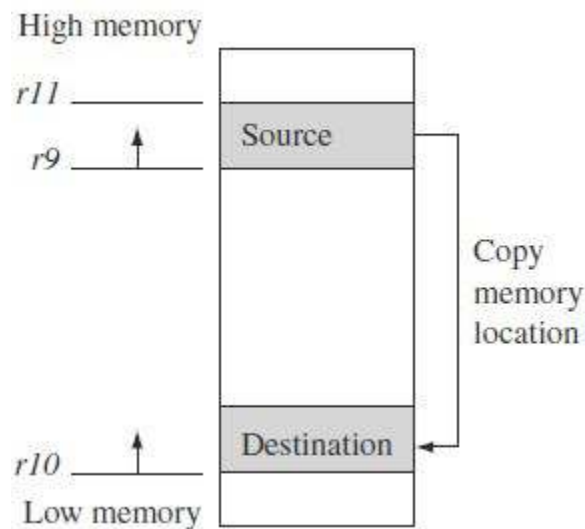 High memory
r11
Source
r9
Copy
memory
location
Destination
r10
Low memory